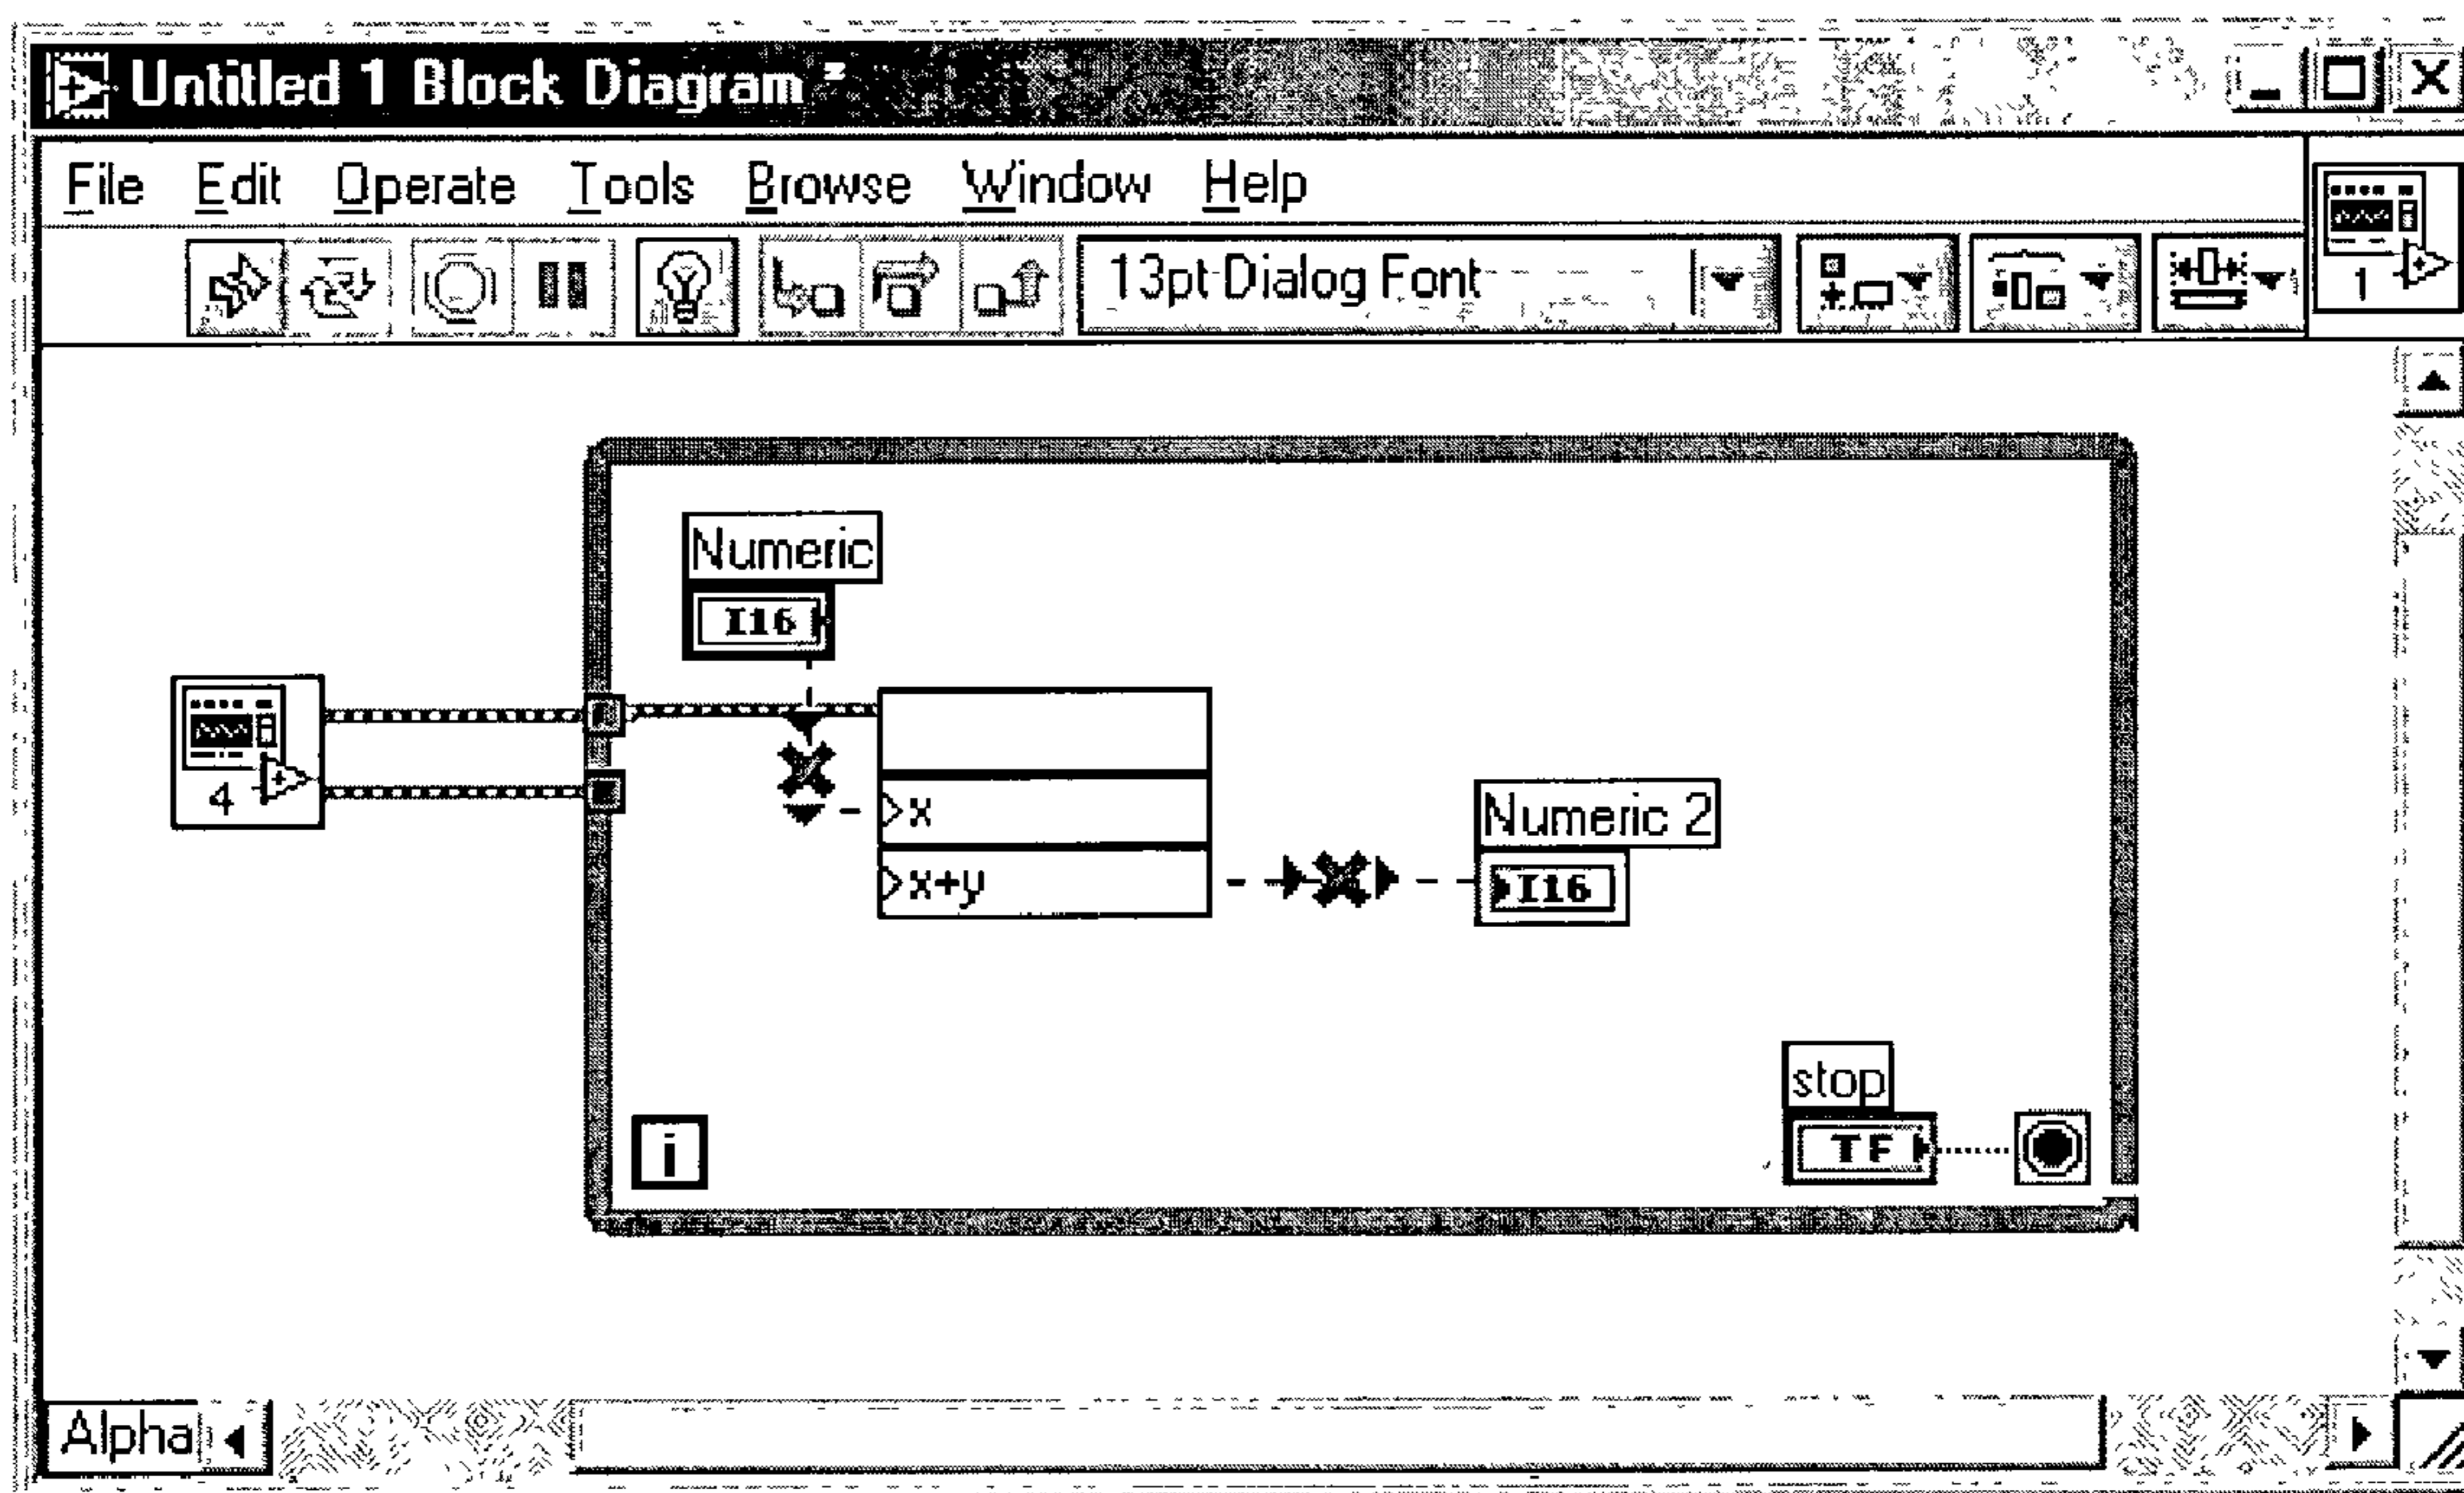 Untitled 1 Block Diagram *
File Edit Operate Tools Browse Window Help
13pt Dialog Font
1
Numeric
I16
4
x
x+y
Numeric 2
I16
stop
i
TF
Alpha